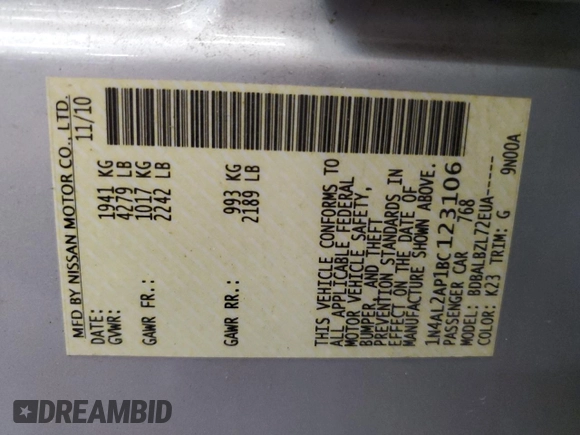 MFD BY NISSAN MOTOR CO., LTD.
DATE: 11/10
GVWR: 1941 KG
4279 LB
GAWR FR.: 1017 KG
2242 LB
GAWR RR.: 993 KG
2189 LB
THIS VEHICLE CONFORMS TO
ALL APPLICABLE FEDERAL
MOTOR VEHICLE SAFETY,
BUMPER, AND THEFT
PREVENTION STANDARDS IN
EFFECT ON THE DATE OF
MANUFACTURE SHOWN ABOVE.
1N4AL2AP1BC123106
PASSENGER CAR 768
MODEL: BDBALBZL72EUA-----
COLOR: K23 TRIM: G 9N00A
DREAMBID